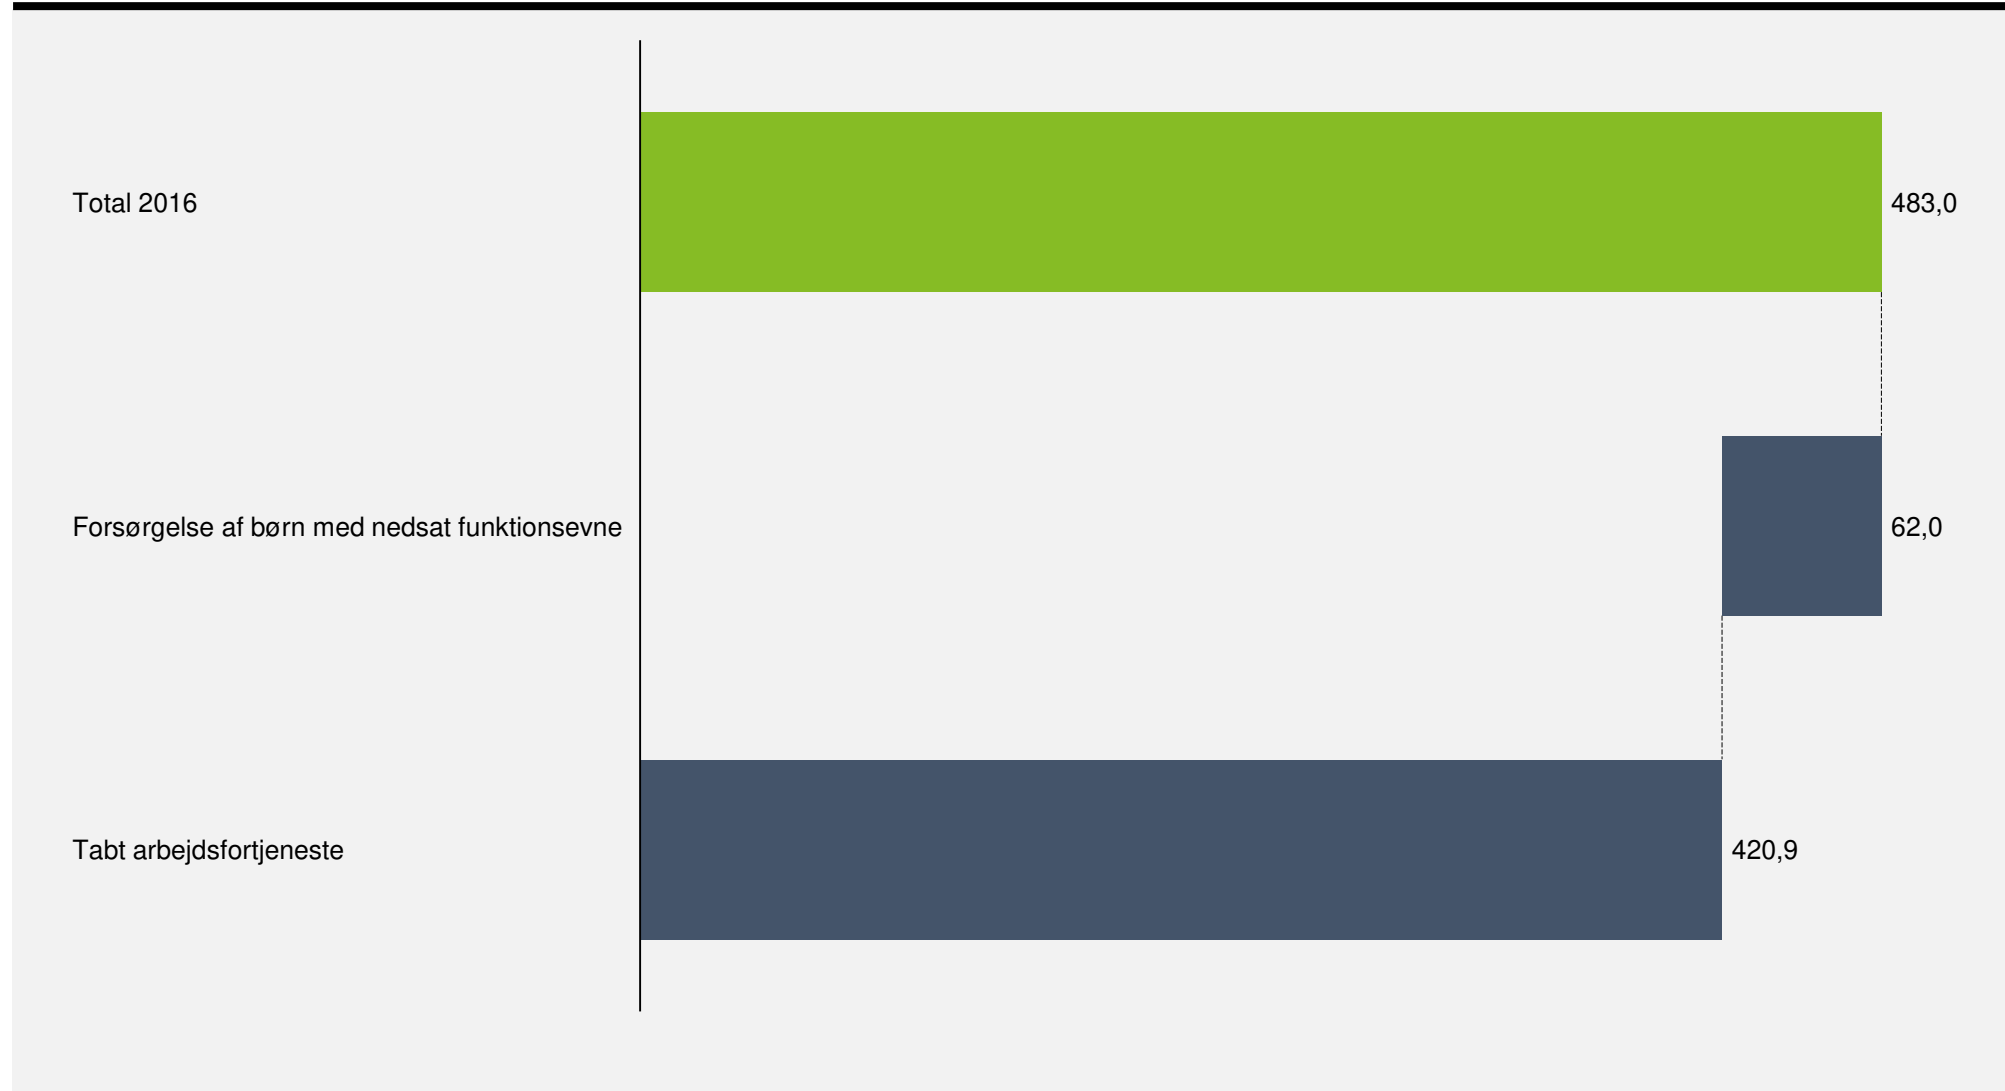 Total 2016
483,0
Forsørgelse af børn med nedsat funktionsevne
62,0
Tabt arbejdsfortjeneste
420,9